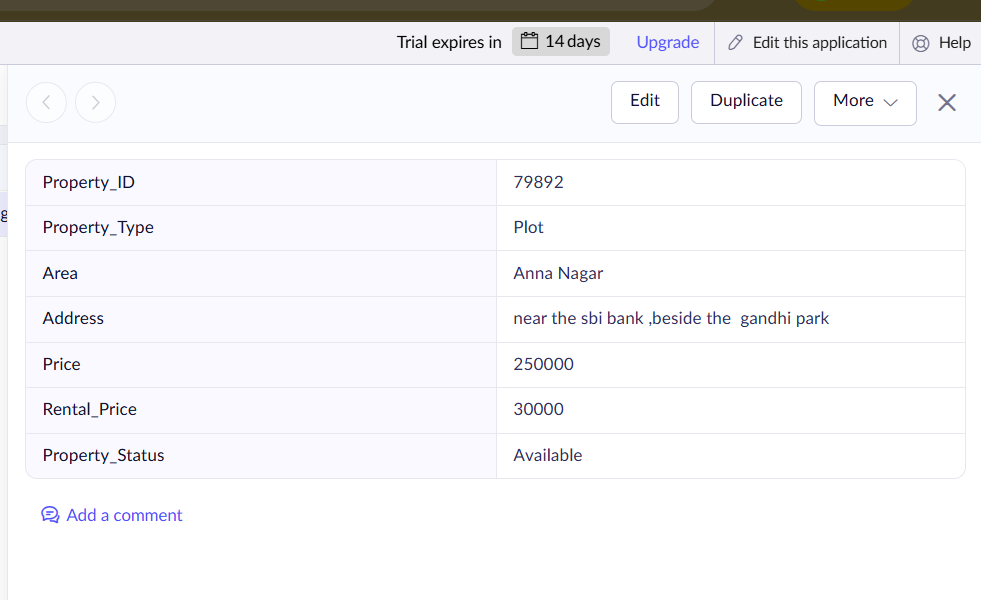 Trial expires in 14 days Upgrade Edit this application Help
Edit Duplicate More
Property_ID 79892
Property_Type Plot
Area Anna Nagar
Address near the sbi bank ,beside the  gandhi park
Price 250000
Rental_Price 30000
Property_Status Available
Add a comment